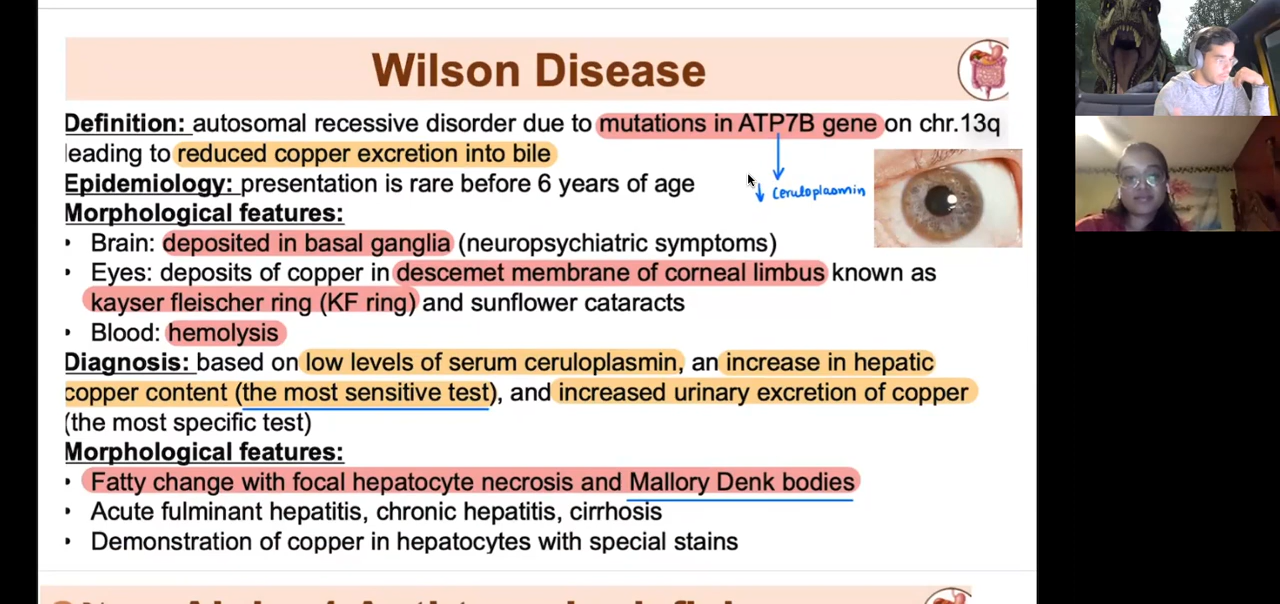 Wilson Disease
Definition: autosomal recessive disorder due to mutations in ATP7B gene on chr.13q
leading to reduced copper excretion into bile
Epidemiology: presentation is rare before 6 years of age
↓ Ceruloplasmin
Morphological features:
• Brain: deposited in basal ganglia (neuropsychiatric symptoms)
• Eyes: deposits of copper in descemet membrane of corneal limbus known as
kayser fleischer ring (KF ring) and sunflower cataracts
• Blood: hemolysis
Diagnosis: based on low levels of serum ceruloplasmin, an increase in hepatic
copper content (the most sensitive test), and increased urinary excretion of copper
(the most specific test)
Morphological features:
• Fatty change with focal hepatocyte necrosis and Mallory Denk bodies
• Acute fulminant hepatitis, chronic hepatitis, cirrhosis
• Demonstration of copper in hepatocytes with special stains